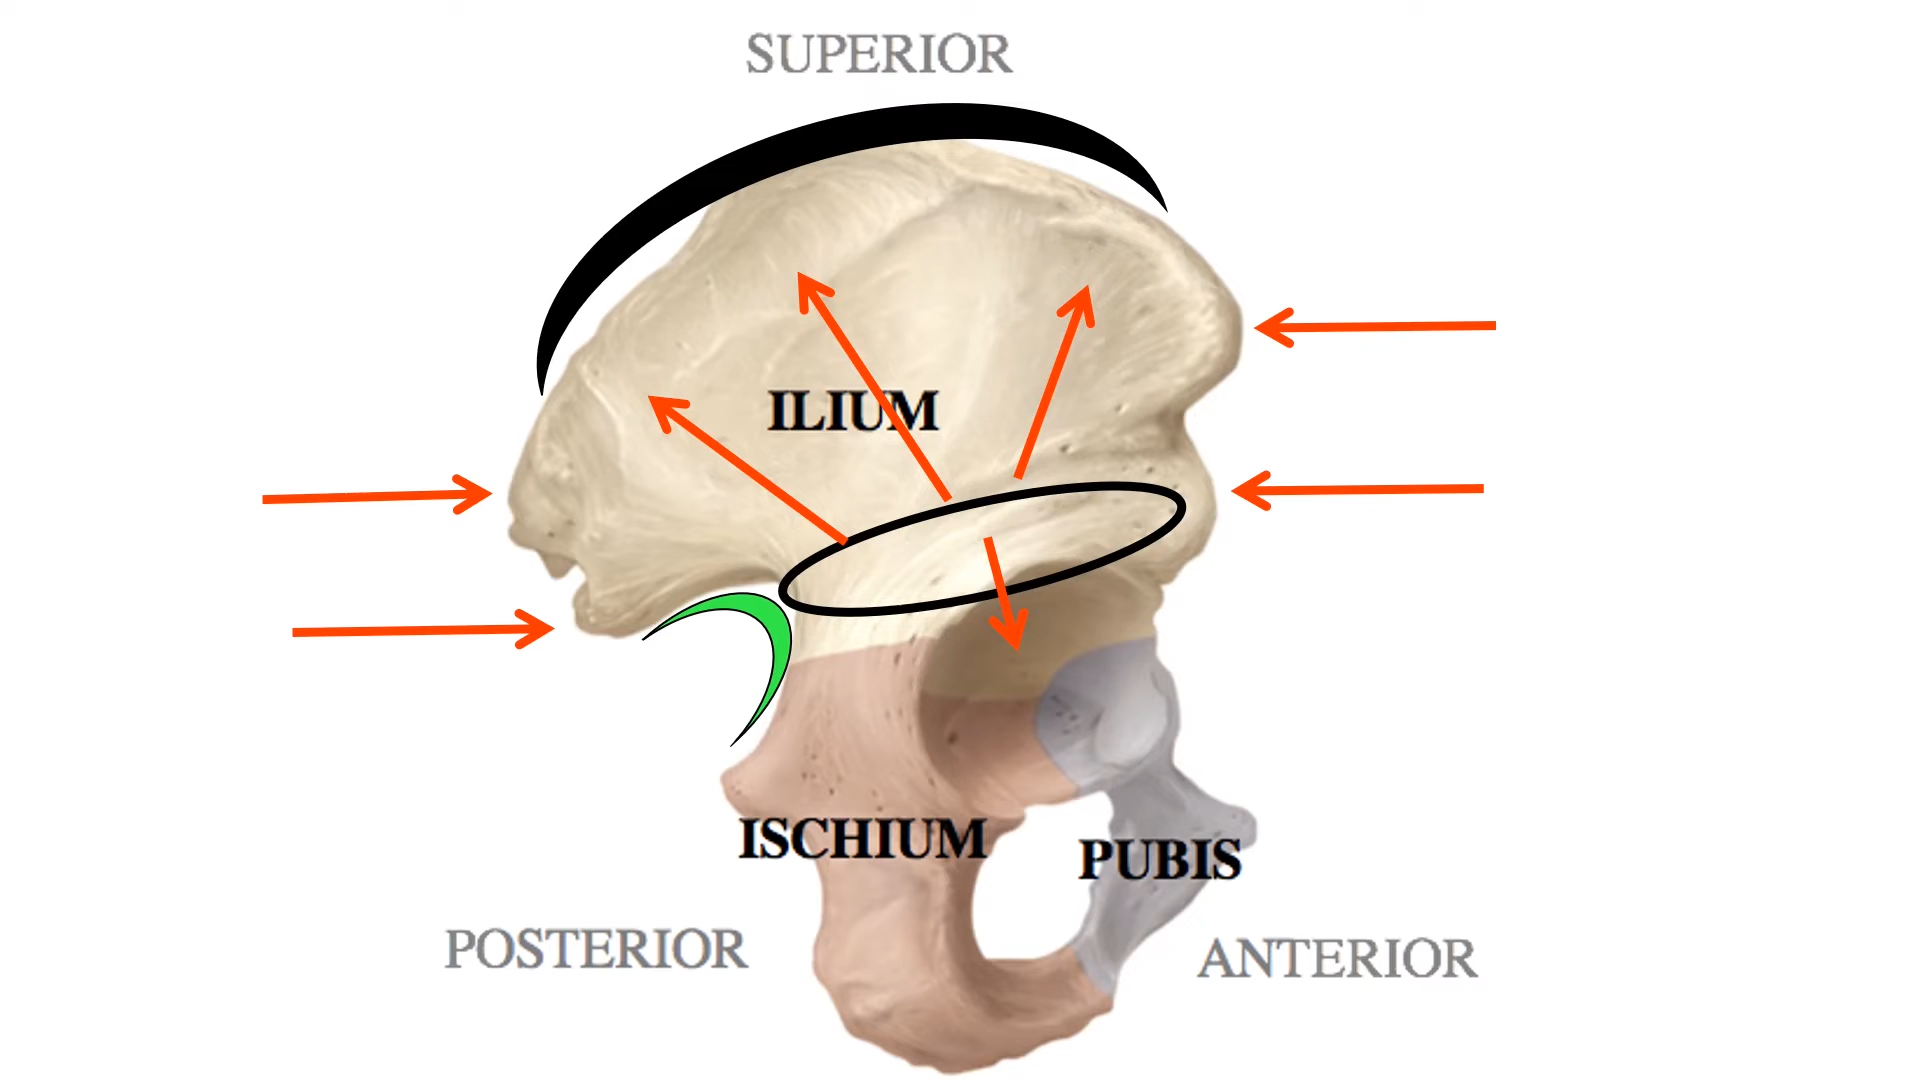 SUPERIOR
ILIUM
ISCHIUM
PUBIS
POSTERIOR
ANTERIOR